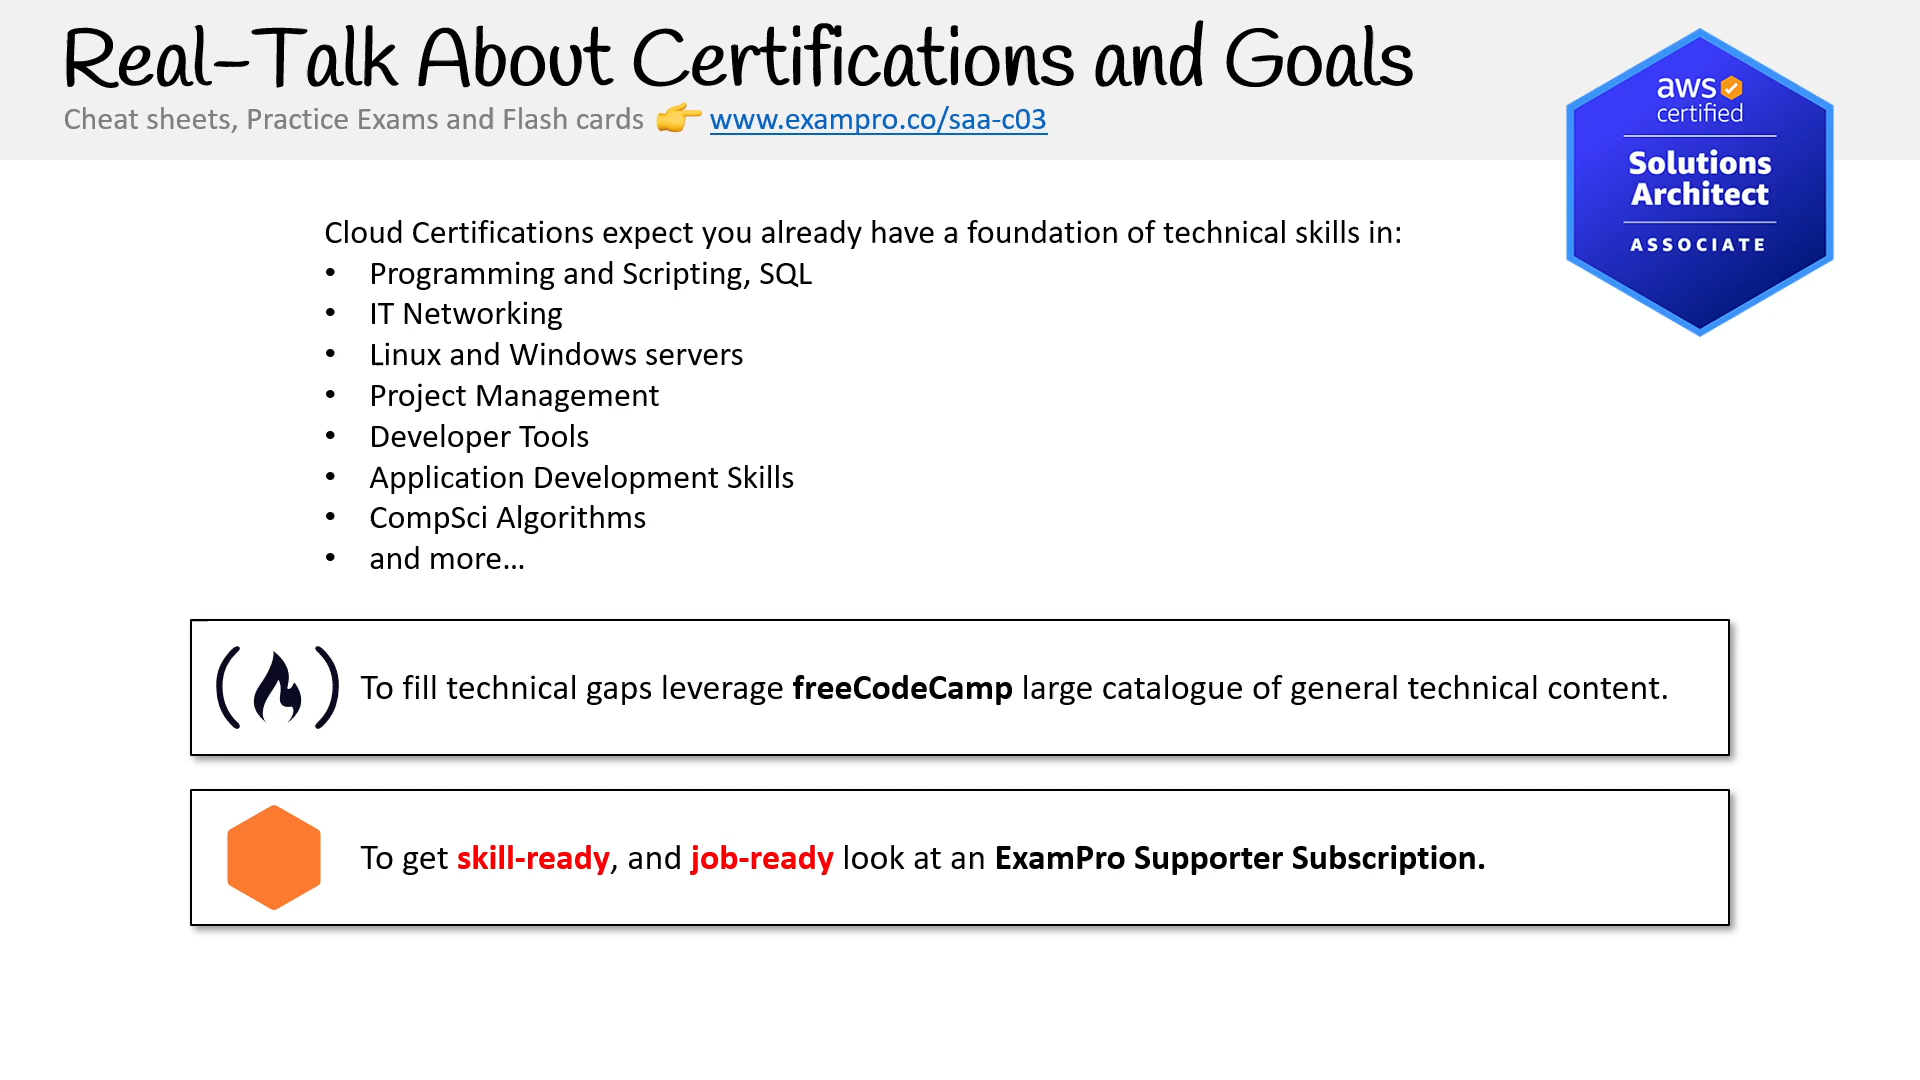 Real-Talk About Certifications and Goals
Cheat sheets, Practice Exams and Flash cards 👉 www.exampro.co/saa-c03
aws
certified
Solutions
Architect
ASSOCIATE
Cloud Certifications expect you already have a foundation of technical skills in:
• Programming and Scripting, SQL
• IT Networking
• Linux and Windows servers
• Project Management
• Developer Tools
• Application Development Skills
• CompSci Algorithms
• and more…
To fill technical gaps leverage freeCodeCamp large catalogue of general technical content.
To get skill-ready, and job-ready look at an ExamPro Supporter Subscription.